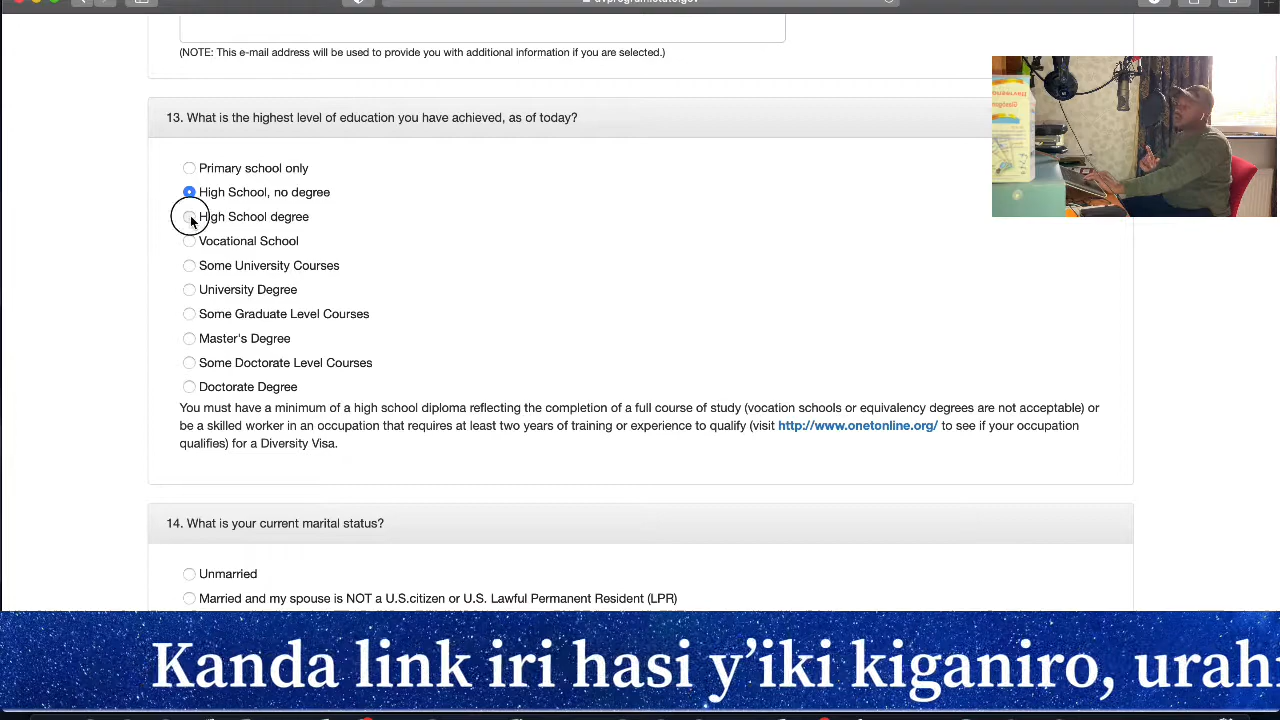 (NOTE: This e-mail address will be used to provide you with additional information if you are selected.)
13. What is the highest level of education you have achieved, as of today?
Primary school only
High School, no degree
High School degree
Vocational School
Some University Courses
University Degree
Some Graduate Level Courses
Master's Degree
Some Doctorate Level Courses
Doctorate Degree
You must have a minimum of a high school diploma reflecting the completion of a full course of study (vocation schools or equivalency degrees are not acceptable) or
be a skilled worker in an occupation that requires at least two years of training or experience to qualify (visit http://www.onetonline.org/ to see if your occupation
qualifies) for a Diversity Visa.
14. What is your current marital status?
Unmarried
Married and my spouse is NOT a U.S.citizen or U.S. Lawful Permanent Resident (LPR)
Kanda link iri hasi y’iki kiganiro, urah